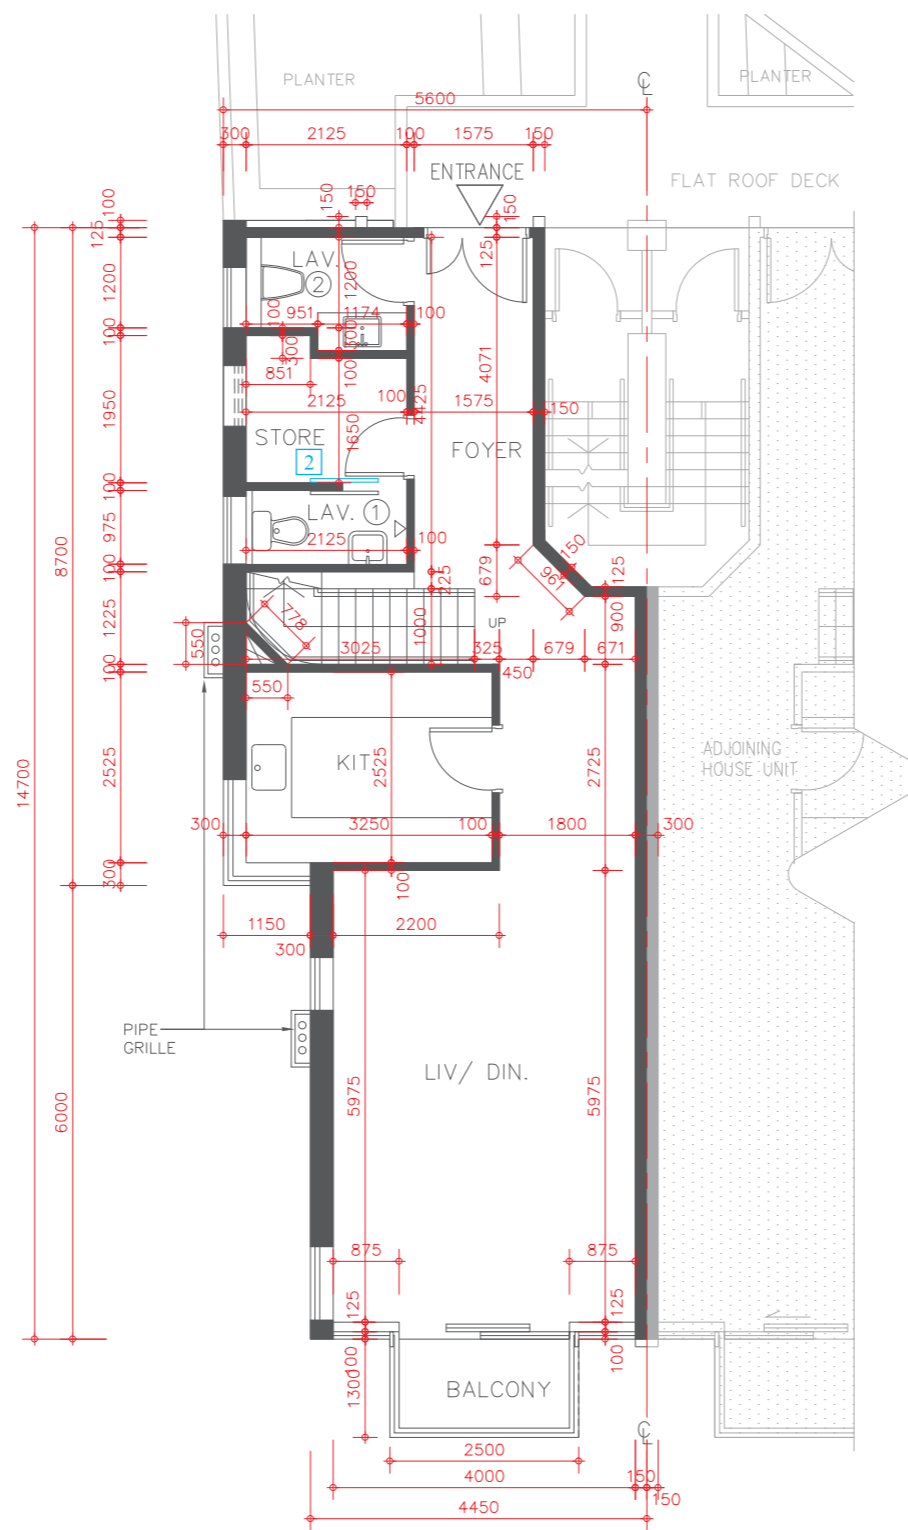 PLANTER
℄
PLANTER
5600
300 2125 100 1575 150
ENTRANCE
FLAT ROOF DECK
150
150
150
100
125
125
LAV.
2
1200
1200
100
951 1174 100
300
100
300
100
4071
851
2125 100 1575 150
4425
1950
1650
STORE
FOYER
2
100
LAV. 1
975
2125 100
8700
100
225
679
150
961
125
900
1225
778
1000
UP
550
3025 325 679 671
100
450
550
KIT.
2525
2525
2725
ADJOINING
HOUSE UNIT
14700
300 3250 100 1800 300
300
100
1150 2200
300
PIPE
GRILLE
LIV/ DIN.
5975
5975
6000
875 875
125
125
100
100
1300
BALCONY
℄
2500
4000 150
150
4450